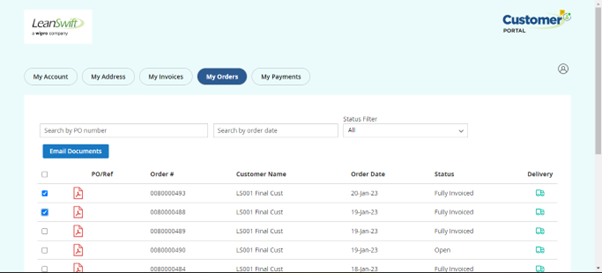 LeanSwift
a wipro company
Customer
PORTAL
My Account My Address My Invoices My Orders My Payments
Status Filter
Search by PO number Search by order date All
Email Documents
PO/Ref Order # Customer Name Order Date Status Delivery
0080000493 LS001 Final Cust 20-Jan-23 Fully Invoiced
0080000488 LS001 Final Cust 19-Jan-23 Fully Invoiced
0080000489 LS001 Final Cust 19-Jan-23 Fully Invoiced
0080000490 LS001 Final Cust 19-Jan-23 Open
0080000484 LS001 Final Cust 18-Jan-23 Fully Invoiced